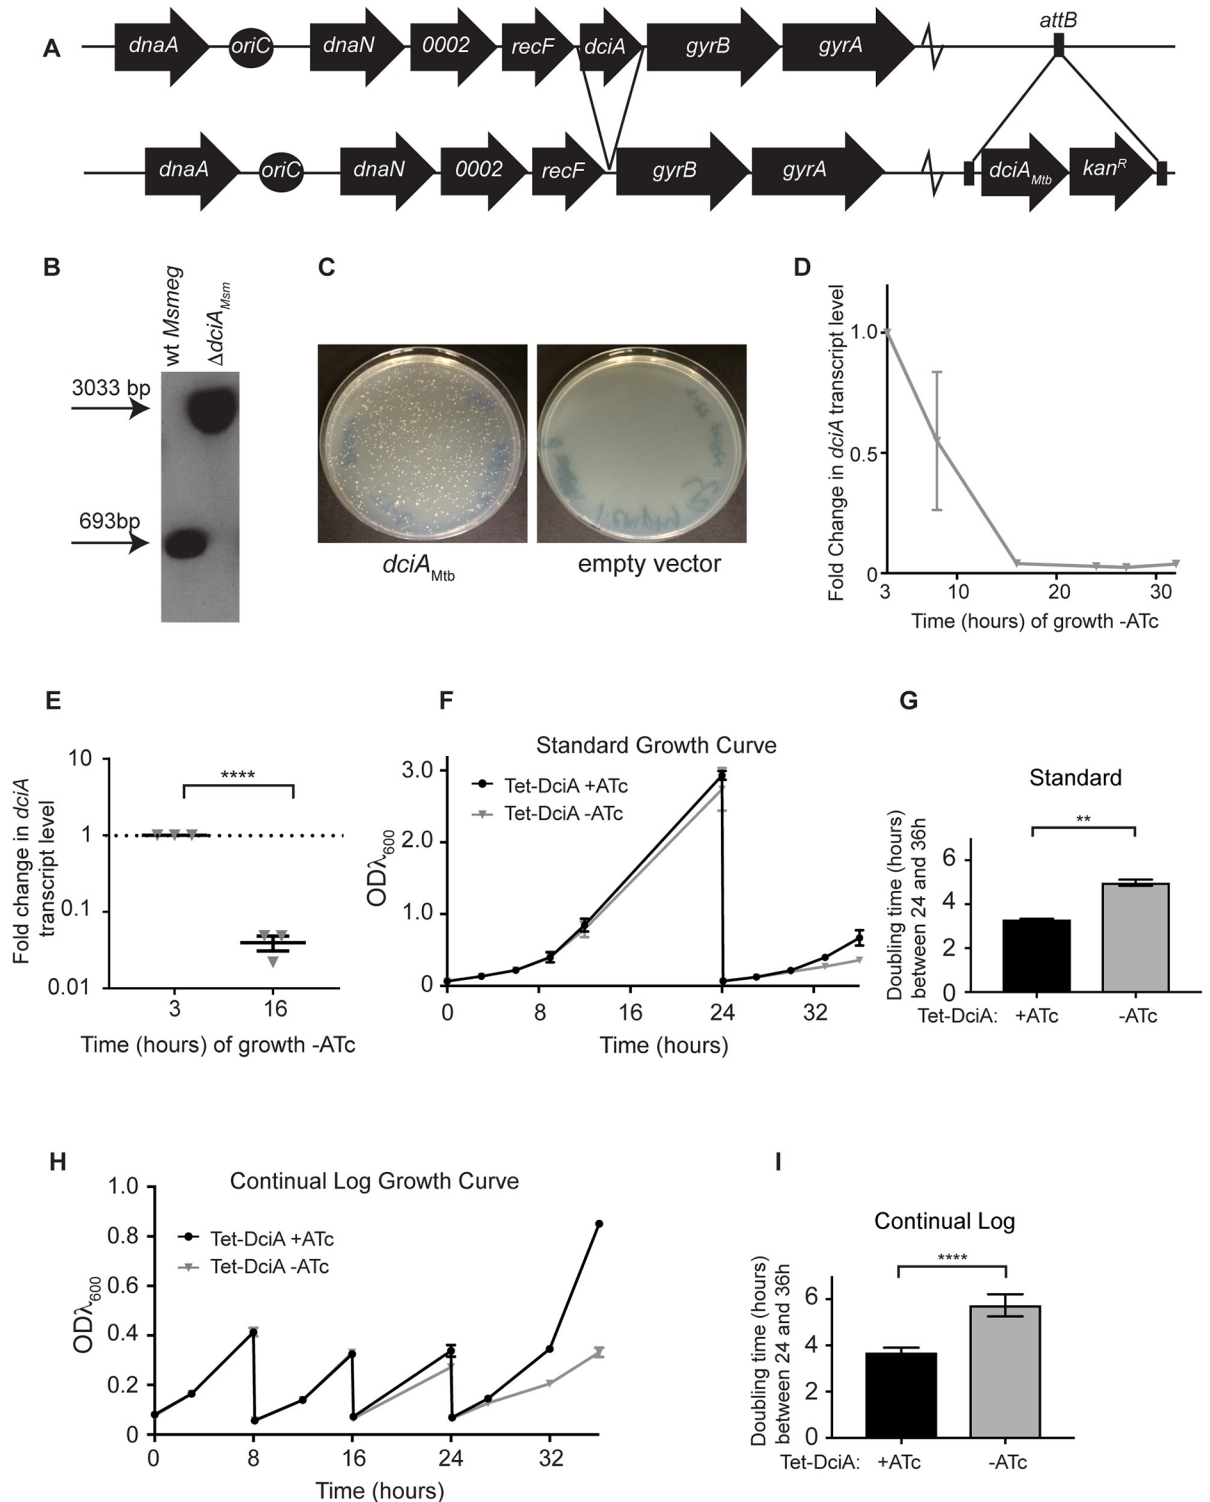 A
dnaA oriC dnaN 0002 recF dciA gyrB gyrA attB
dnaA oriC dnaN 0002 recF gyrB gyrA dciA Mtb kan R
B
wt Msmeg
ΔdciA Msm
3033 bp
693bp
C
dciA Mtb
empty vector
D
Fold Change in dciA transcript level
1.0
0.5
0
3 10 20 30
Time (hours) of growth -ATc
E
Fold change in dciA
transcript level
10
1
0.1
0.01
****
3 16
Time (hours) of growth -ATc
F
Standard Growth Curve
Tet-DciA +ATc
Tet-DciA -ATc
ODλ600
3.0
2.0
1.0
0
0 8 16 24 32
Time (hours)
G
Standard
**
Doubling time (hours)
between 24 and 36h
6
4
2
0
Tet-DciA: +ATc -ATc
H
Continual Log Growth Curve
Tet-DciA +ATc
Tet-DciA -ATc
ODλ600
1.0
0.8
0.6
0.4
0.2
0
0 8 16 24 32
Time (hours)
I
Continual Log
****
Doubling time (hours)
between 24 and 36h
6
4
2
0
Tet-DciA: +ATc -ATc